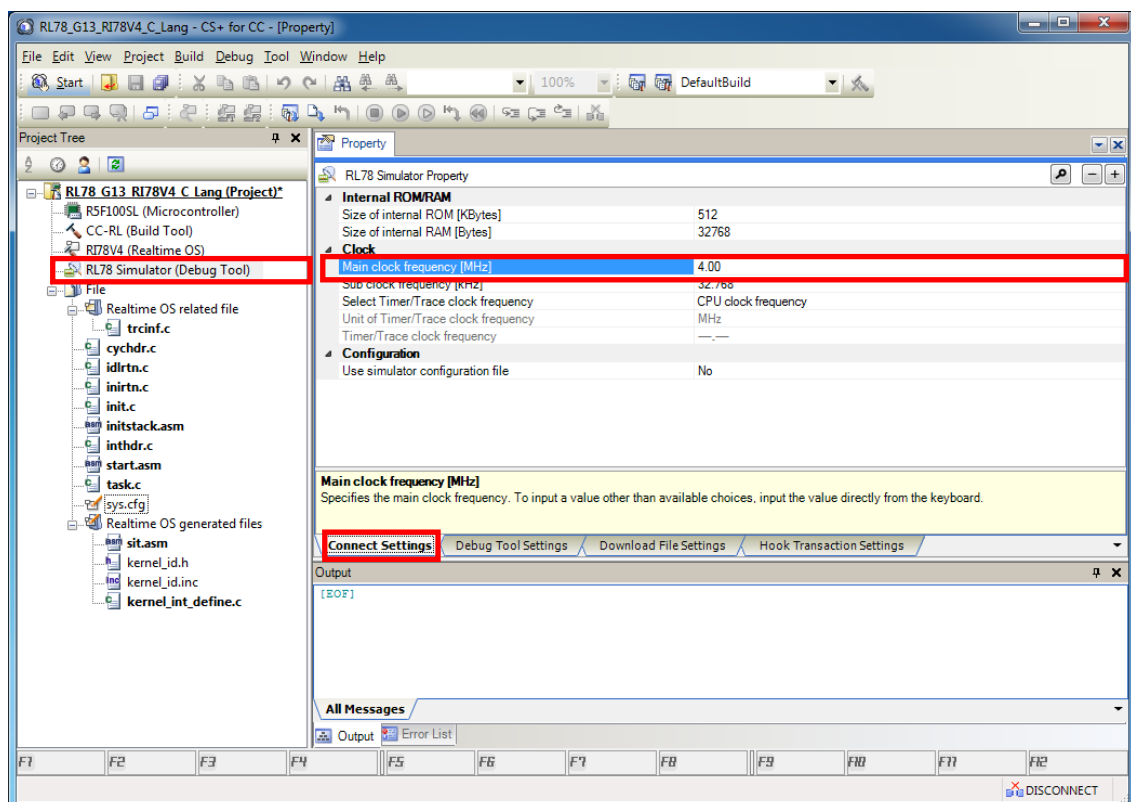 RL78_G13_RI78V4_C_Lang - CS+ for CC - [Property]
File Edit View Project Build Debug Tool Window Help
Start 100% DefaultBuild
Project Tree
Property
RL78 G13 RI78V4 C Lang (Project)*
R5F100SL (Microcontroller)
CC-RL (Build Tool)
RI78V4 (Realtime OS)
RL78 Simulator (Debug Tool)
File
Realtime OS related file
trcinf.c
cychdr.c
idlrtn.c
inirtn.c
init.c
initstack.asm
inthdr.c
start.asm
task.c
sys.cfg
Realtime OS generated files
sit.asm
kernel_id.h
kernel_id.inc
kernel_int_define.c
RL78 Simulator Property
Internal ROM/RAM
Size of internal ROM [KBytes] 512
Size of internal RAM [Bytes] 32768
Clock
Main clock frequency [MHz] 4.00
Sub clock frequency [kHz] 32.768
Select Timer/Trace clock frequency CPU clock frequency
Unit of Timer/Trace clock frequency MHz
Timer/Trace clock frequency —.—
Configuration
Use simulator configuration file No
Main clock frequency [MHz]
Specifies the main clock frequency. To input a value other than available choices, input the value directly from the keyboard.
Connect Settings Debug Tool Settings Download File Settings Hook Transaction Settings
Output
[EOF]
All Messages
Output Error List
F1 F2 F3 F4 F5 F6 F7 F8 F9 F10 F11 F12
DISCONNECT